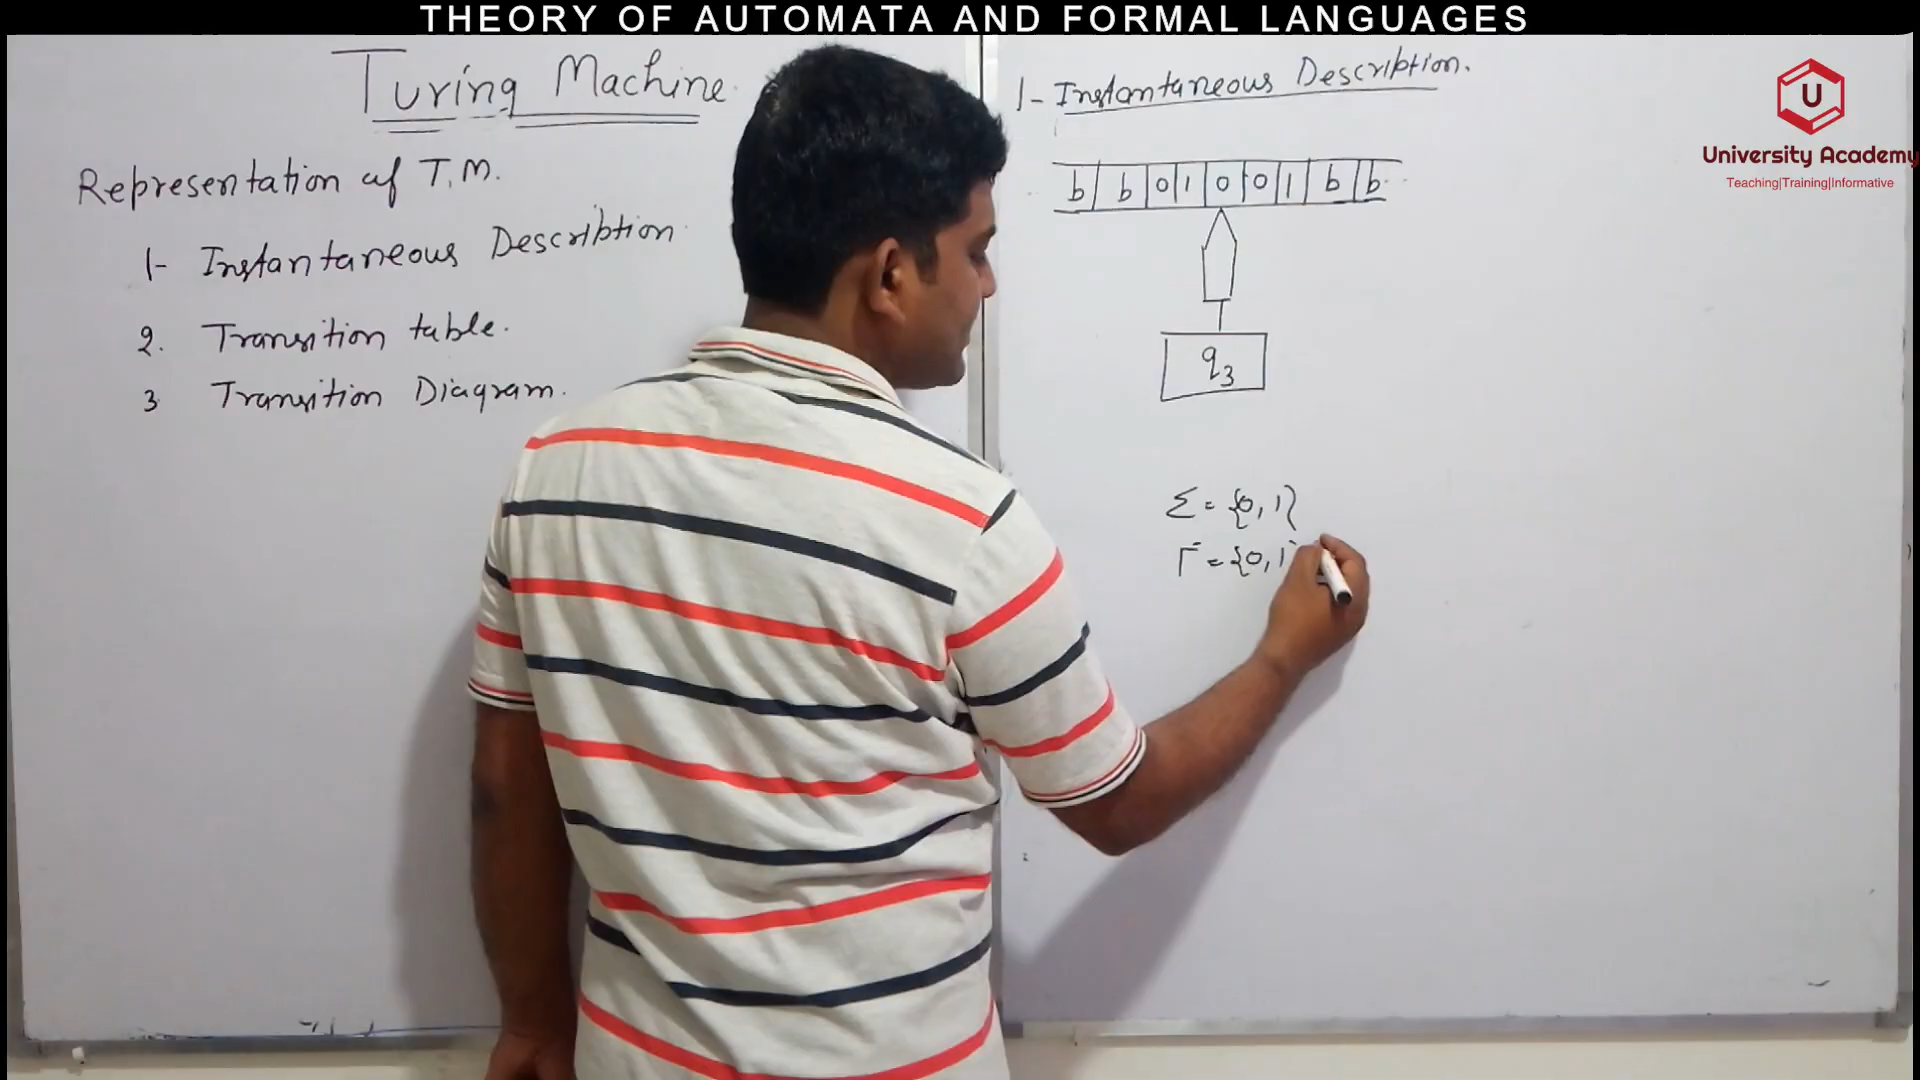 THEORY OF AUTOMATA AND FORMAL LANGUAGES
Turing Machine
Representation of T.M.
1- Instantaneous Description
2. Transition table.
3 Transition Diagram.
1- Instantaneous Description.
b b 0 1 0 0 1 b b
q3
Σ = {0, 1}
Γ = {0, 1
U
University Academy
Teaching|Training|Informative